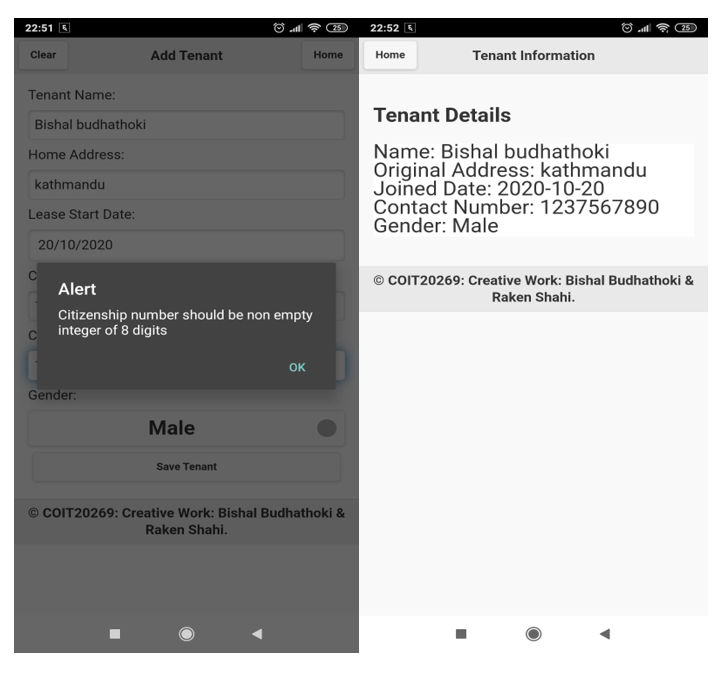 22:51
25
Clear
Add Tenant
Home
Tenant Name:
Bishal budhathoki
Home Address:
kathmandu
Lease Start Date:
20/10/2020
C
Alert
Citizenship number should be non empty
integer of 8 digits
C
OK
Gender:
Male
Save Tenant
© COIT20269: Creative Work: Bishal Budhathoki &
Raken Shahi.
22:52
25
Home
Tenant Information
Tenant Details
Name: Bishal budhathoki
Original Address: kathmandu
Joined Date: 2020-10-20
Contact Number: 1237567890
Gender: Male
© COIT20269: Creative Work: Bishal Budhathoki &
Raken Shahi.